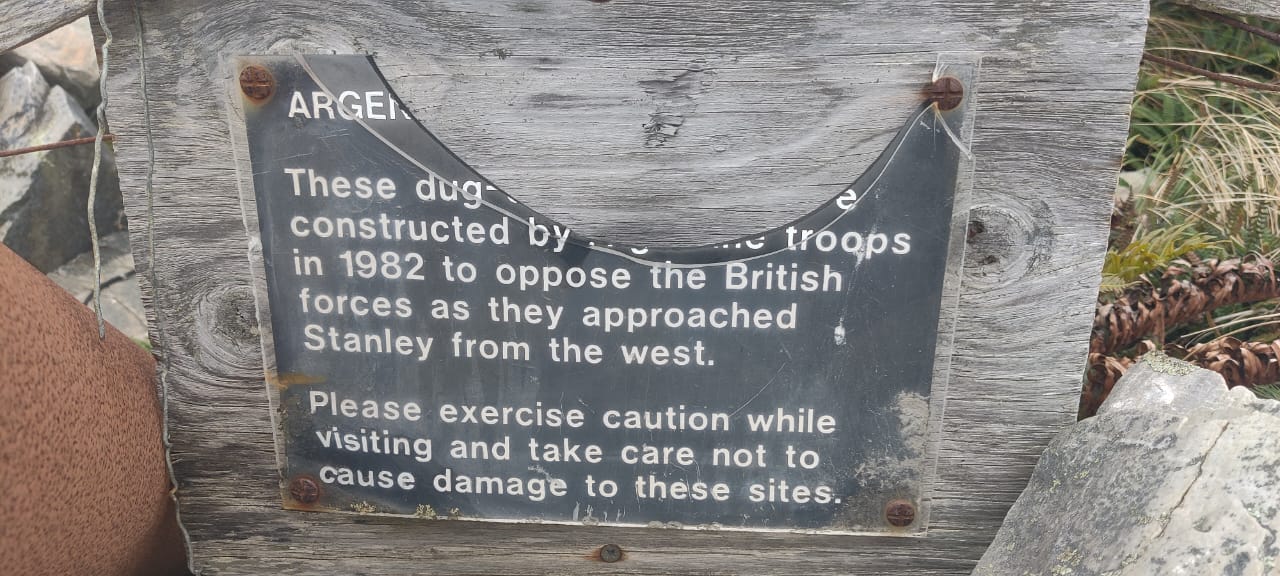 These dug-
constructed by troops
in 1982 to oppose the British
forces as they approached
Stanley from the west.
Please exercise caution while
visiting and take care not to
cause damage to these sites.